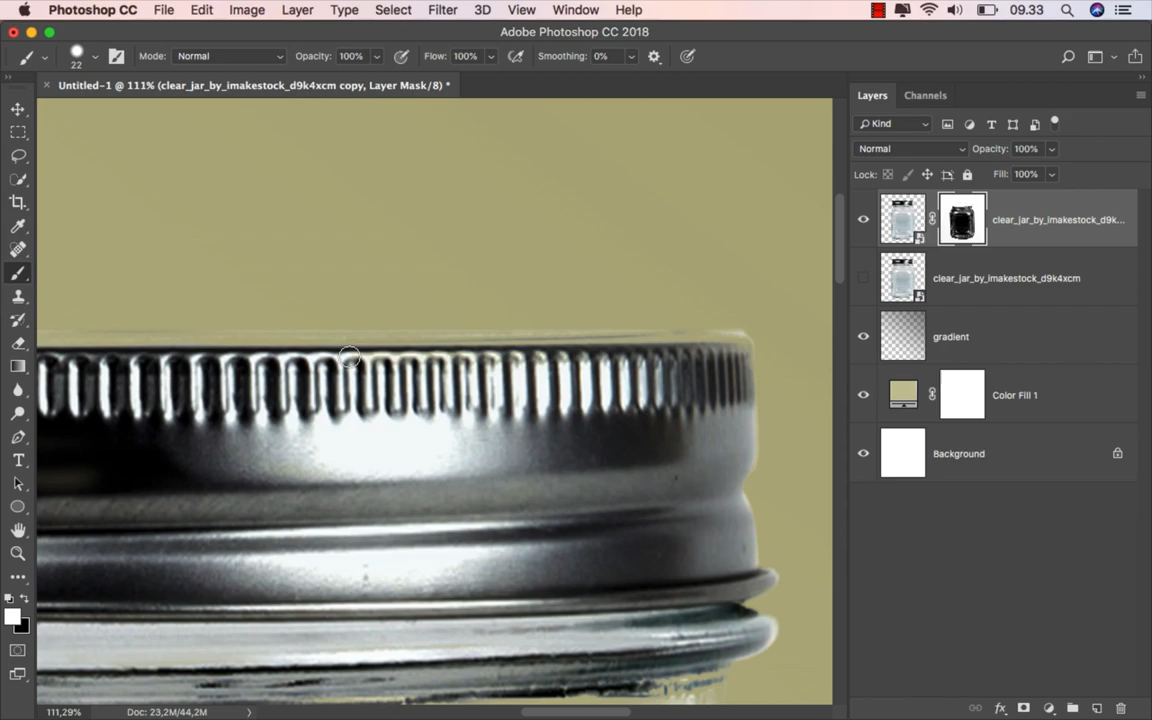 Photoshop CC File Edit Image Layer Type Select Filter 3D View Window Help 09.33
Adobe Photoshop CC 2018
22 Mode: Normal Opacity: 100% Flow: 100% Smoothing: 0%
Untitled-1 @ 111% (clear_jar_by_imakestock_d9k4xcm copy, Layer Mask/8) *
Layers Channels
Kind
Normal Opacity: 100%
Lock: Fill: 100%
clear_jar_by_imakestock_d9k...
clear_jar_by_imakestock_d9k4xcm
gradient
Color Fill 1
Background
111,29% Doc: 23,2M/44,2M